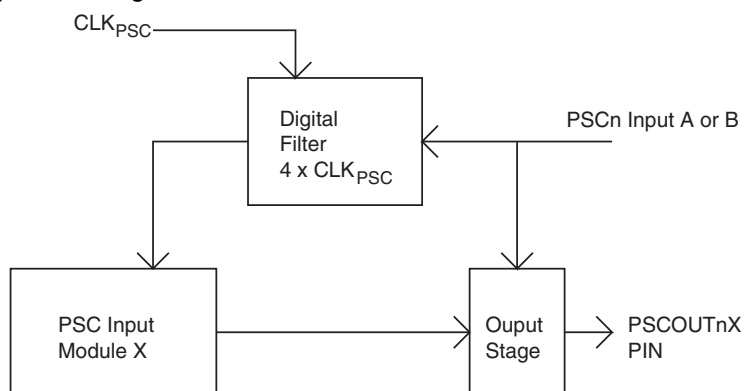 CLKPSC
Digital
Filter
4 x CLKPSC
PSCn Input A or B
PSC Input
Module X
Ouput
Stage
PSCOUTnX
PIN